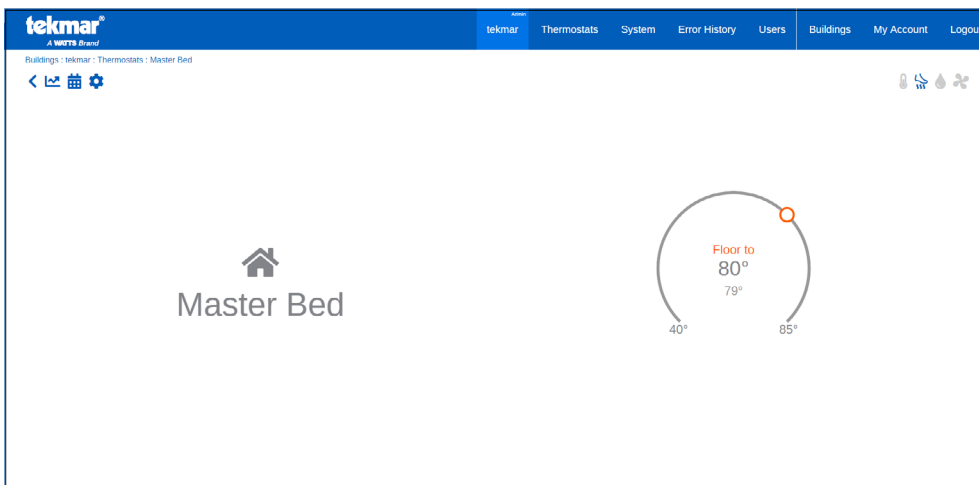 tekmar®
A WATTS Brand
Admin
tekmar Thermostats System Error History Users Buildings My Account Logou
Buildings : tekmar : Thermostats : Master Bed
Floor to
80°
79°
Master Bed
40° 85°